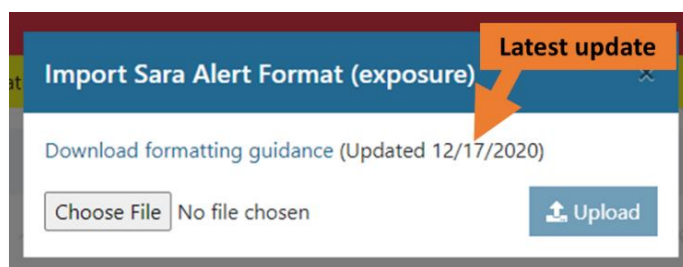 Latest update
Import Sara Alert Format (exposure) ×
at
Download formatting guidance (Updated 12/17/2020)
Choose File No file chosen Upload